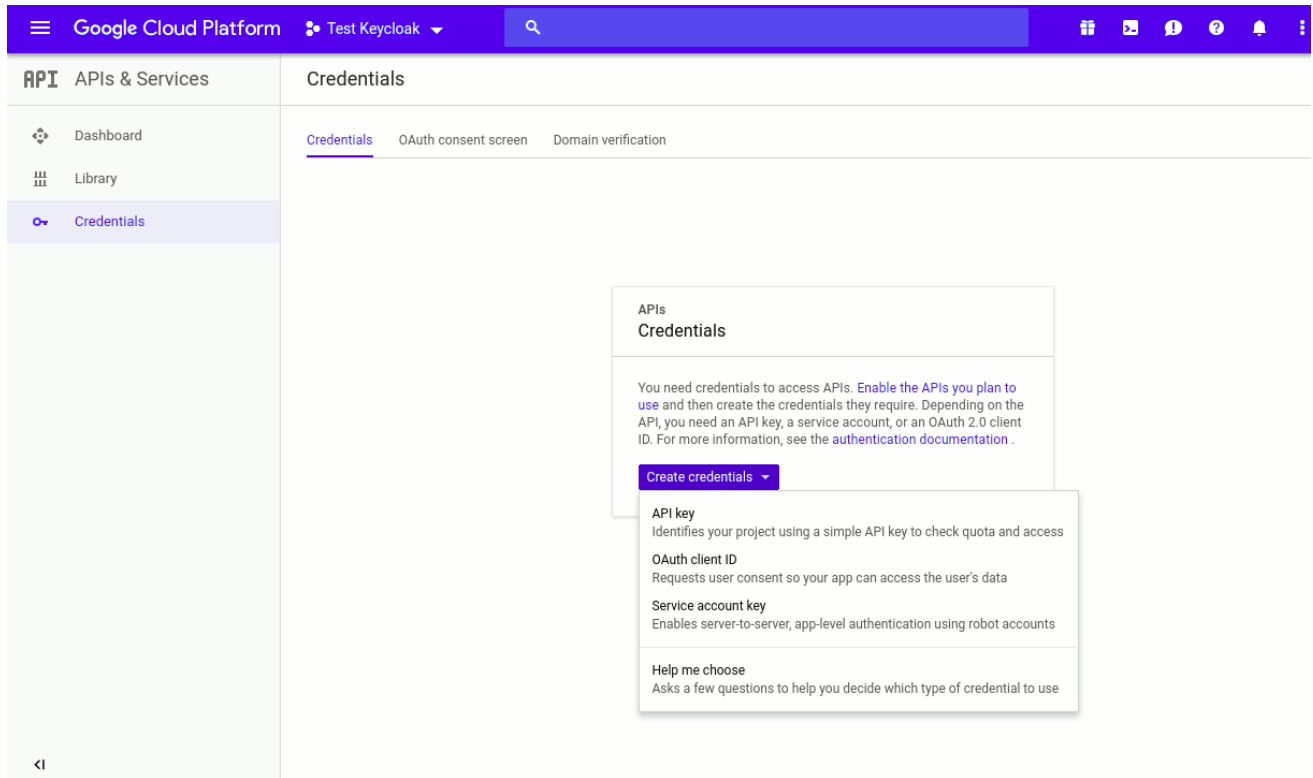 Google Cloud Platform
Test Keycloak
API
APIs & Services
Credentials
Dashboard
Library
Credentials
Credentials
OAuth consent screen
Domain verification
APIs
Credentials
You need credentials to access APIs. Enable the APIs you plan to
use and then create the credentials they require. Depending on the
API, you need an API key, a service account, or an OAuth 2.0 client
ID. For more information, see the authentication documentation .
Create credentials
API key
Identifies your project using a simple API key to check quota and access
OAuth client ID
Requests user consent so your app can access the user's data
Service account key
Enables server-to-server, app-level authentication using robot accounts
Help me choose
Asks a few questions to help you decide which type of credential to use